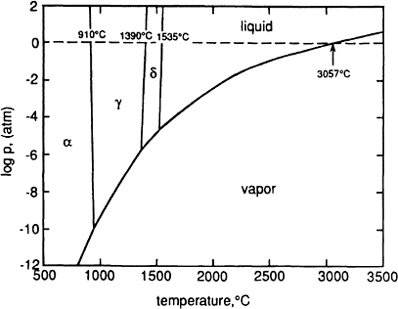 2
liquid
910°C
1390°C
1535°C
0
δ
3057°C
-2
γ
-4
log p, (atm)
-6
α
vapor
-8
-10
-12
500
1000
1500
2000
2500
3000
3500
temperature,°C